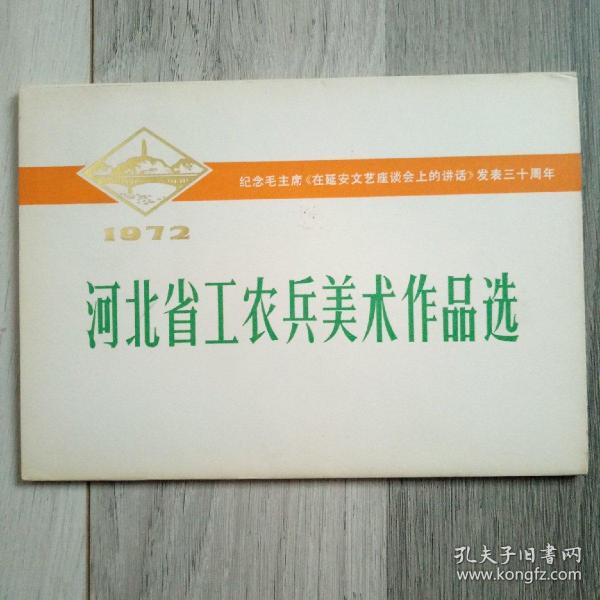 纪念毛主席《在延安文艺座谈会上的讲话》发表三十周年
1972
河北省工农兵美术作品选
孔夫子旧書网
www.kongfz.com